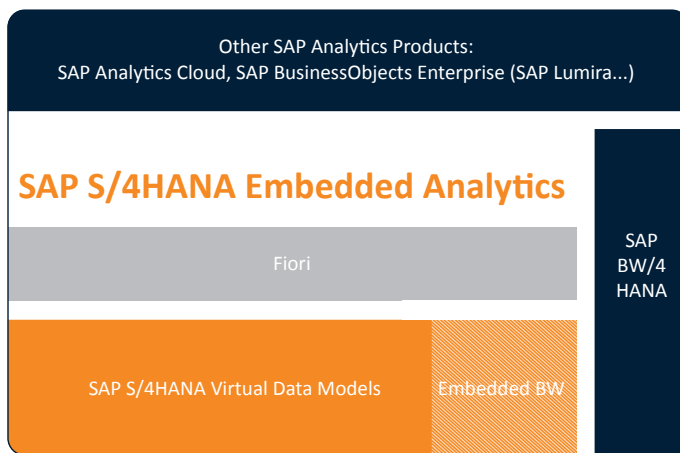 Other SAP Analytics Products:
SAP Analytics Cloud, SAP BusinessObjects Enterprise (SAP Lumira...)
SAP S/4HANA Embedded Analytics
Fiori
SAP
BW/4
HANA
SAP S/4HANA Virtual Data Models
Embedded BW